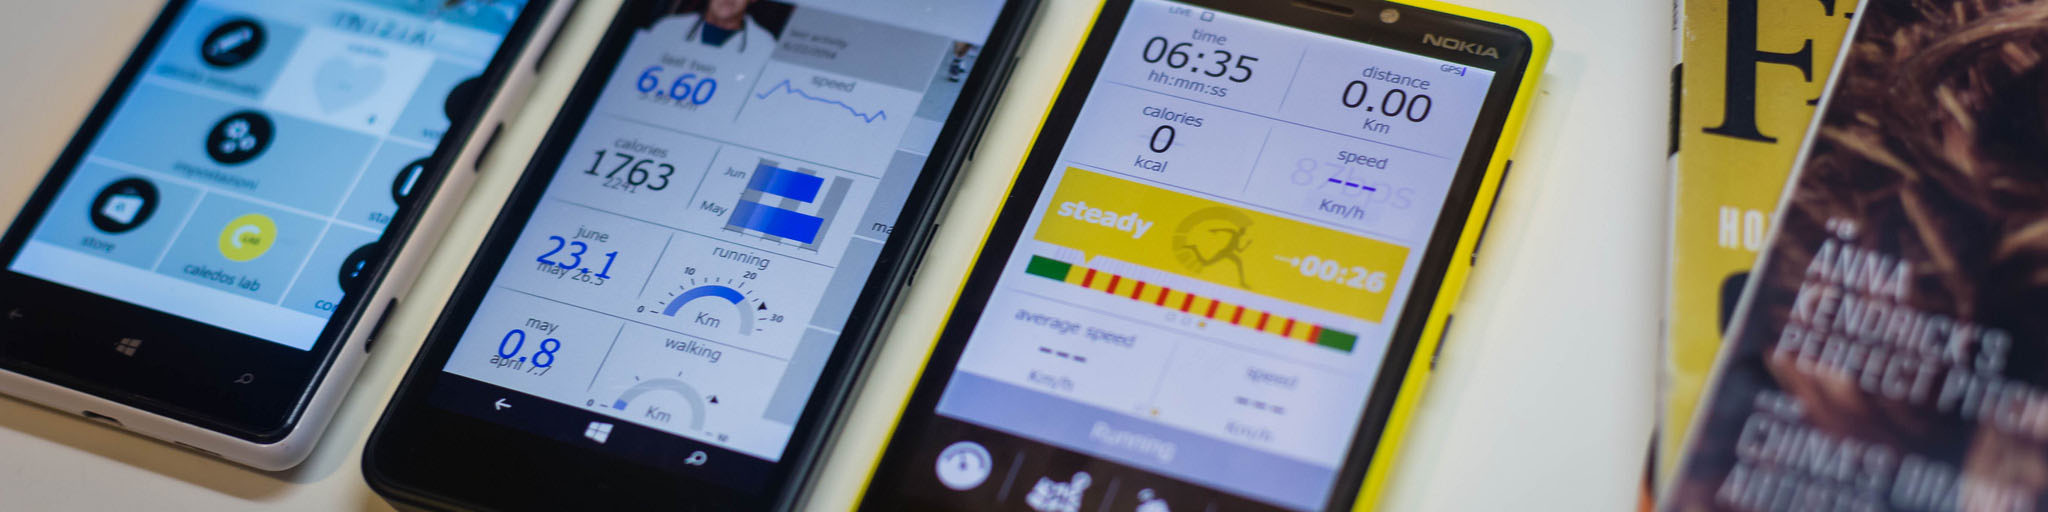 impostazioni
store
caledos lab
last two
6.60
speed
calories
1763
2241
Jun
May
june
23.1
may 26.5
running
0
10
20
30
Km
may
0.8
april 7.7
walking
0
Km
NOKIA
LIVE
GPS
time
06:35
hh:mm:ss
distance
0.00
Km
calories
0
kcal
speed
---
Km/h
steady
→00:26
average speed
---
Km/h
speed
---
Km/h
Running
F
HO
ANNA
KENDRICK'S
PERFECT PITCH
CHINA'S